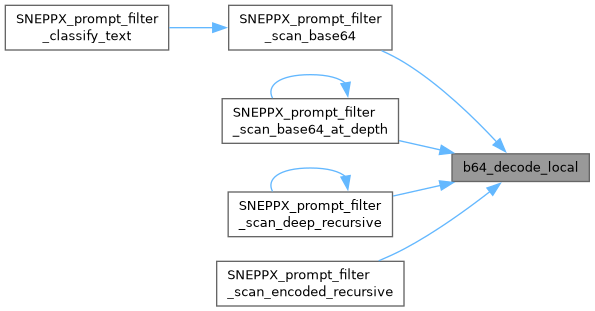 SNEPPX_prompt_filter
_classify_text
SNEPPX_prompt_filter
_scan_base64
SNEPPX_prompt_filter
_scan_base64_at_depth
b64_decode_local
SNEPPX_prompt_filter
_scan_deep_recursive
SNEPPX_prompt_filter
_scan_encoded_recursive